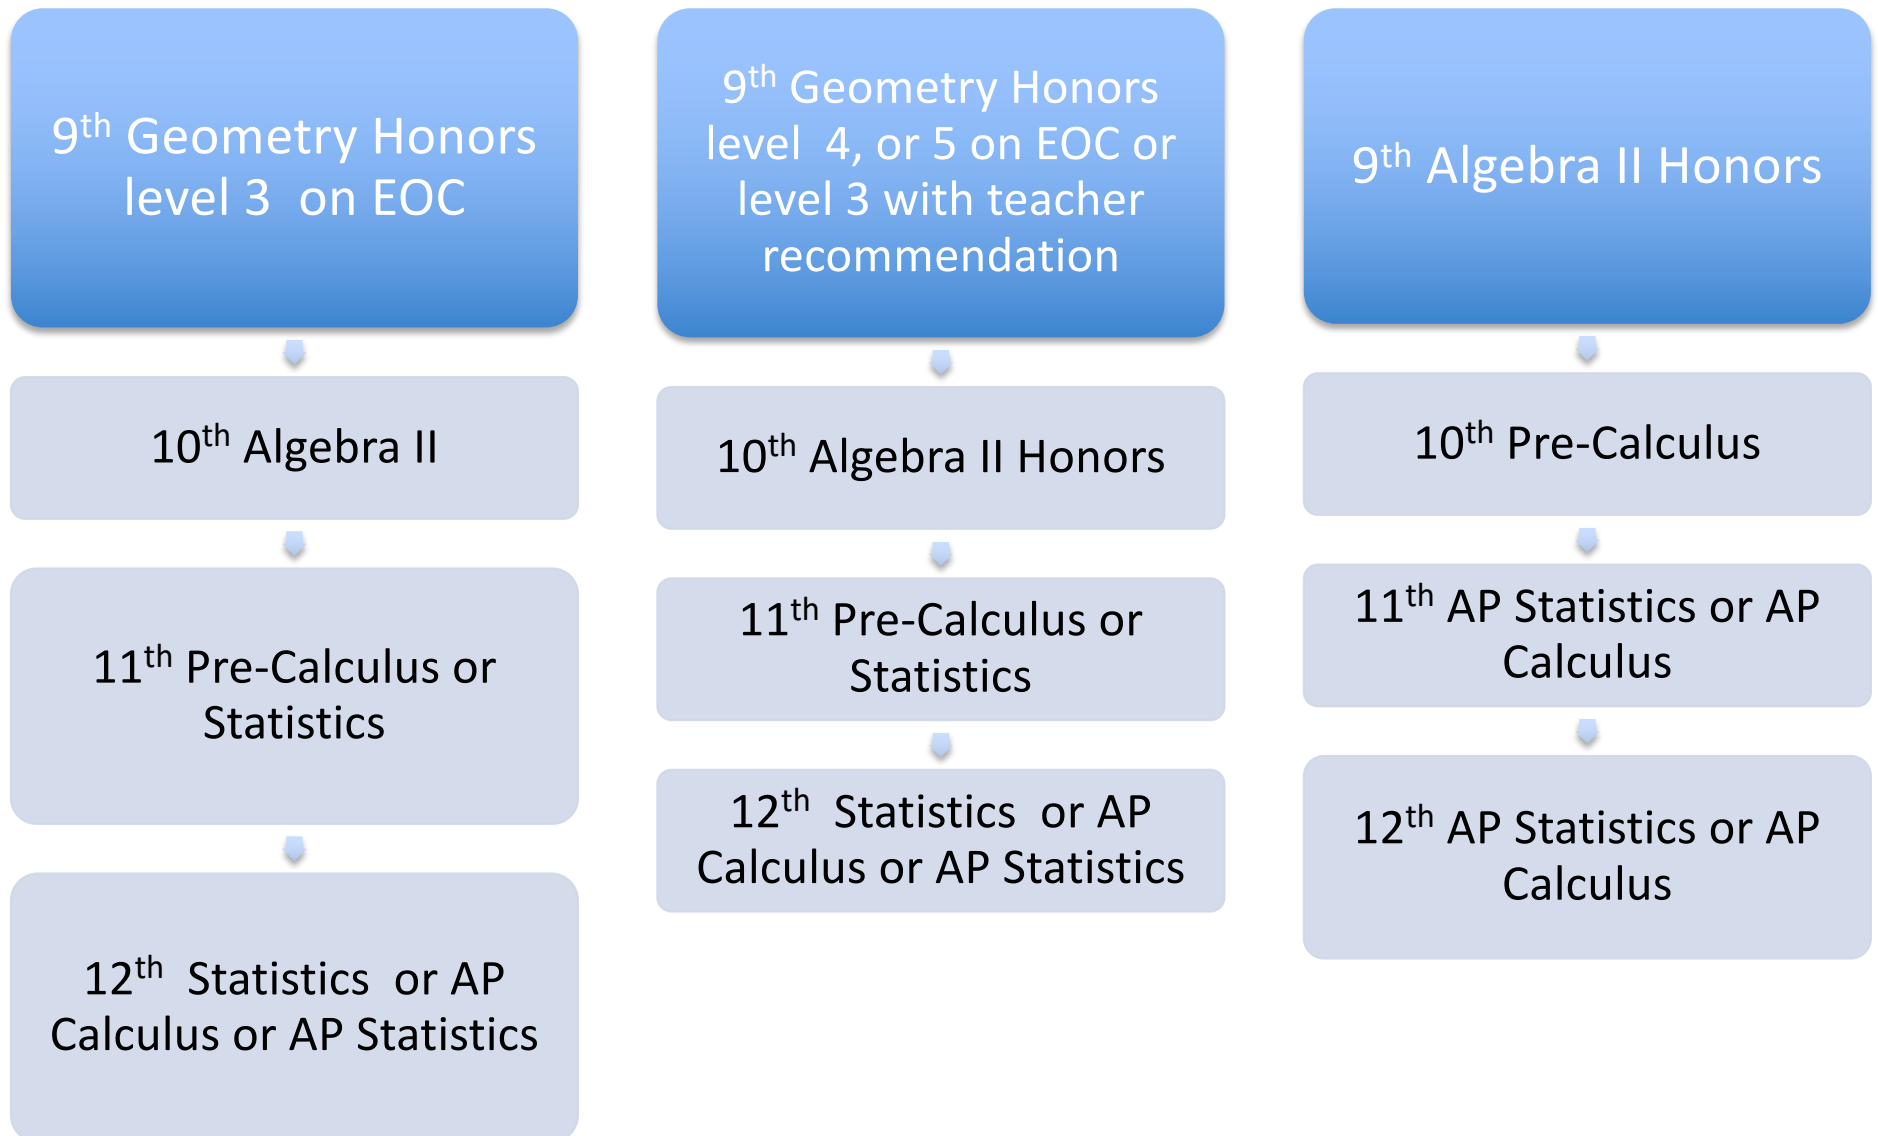 9th Geometry Honors
level 3 on EOC
10th Algebra II
11th Pre-Calculus or
Statistics
12th Statistics or AP
Calculus or AP Statistics
9th Geometry Honors
level 4, or 5 on EOC or
level 3 with teacher
recommendation
10th Algebra II Honors
11th Pre-Calculus or
Statistics
12th Statistics or AP
Calculus or AP Statistics
9th Algebra II Honors
10th Pre-Calculus
11th AP Statistics or AP
Calculus
12th AP Statistics or AP
Calculus